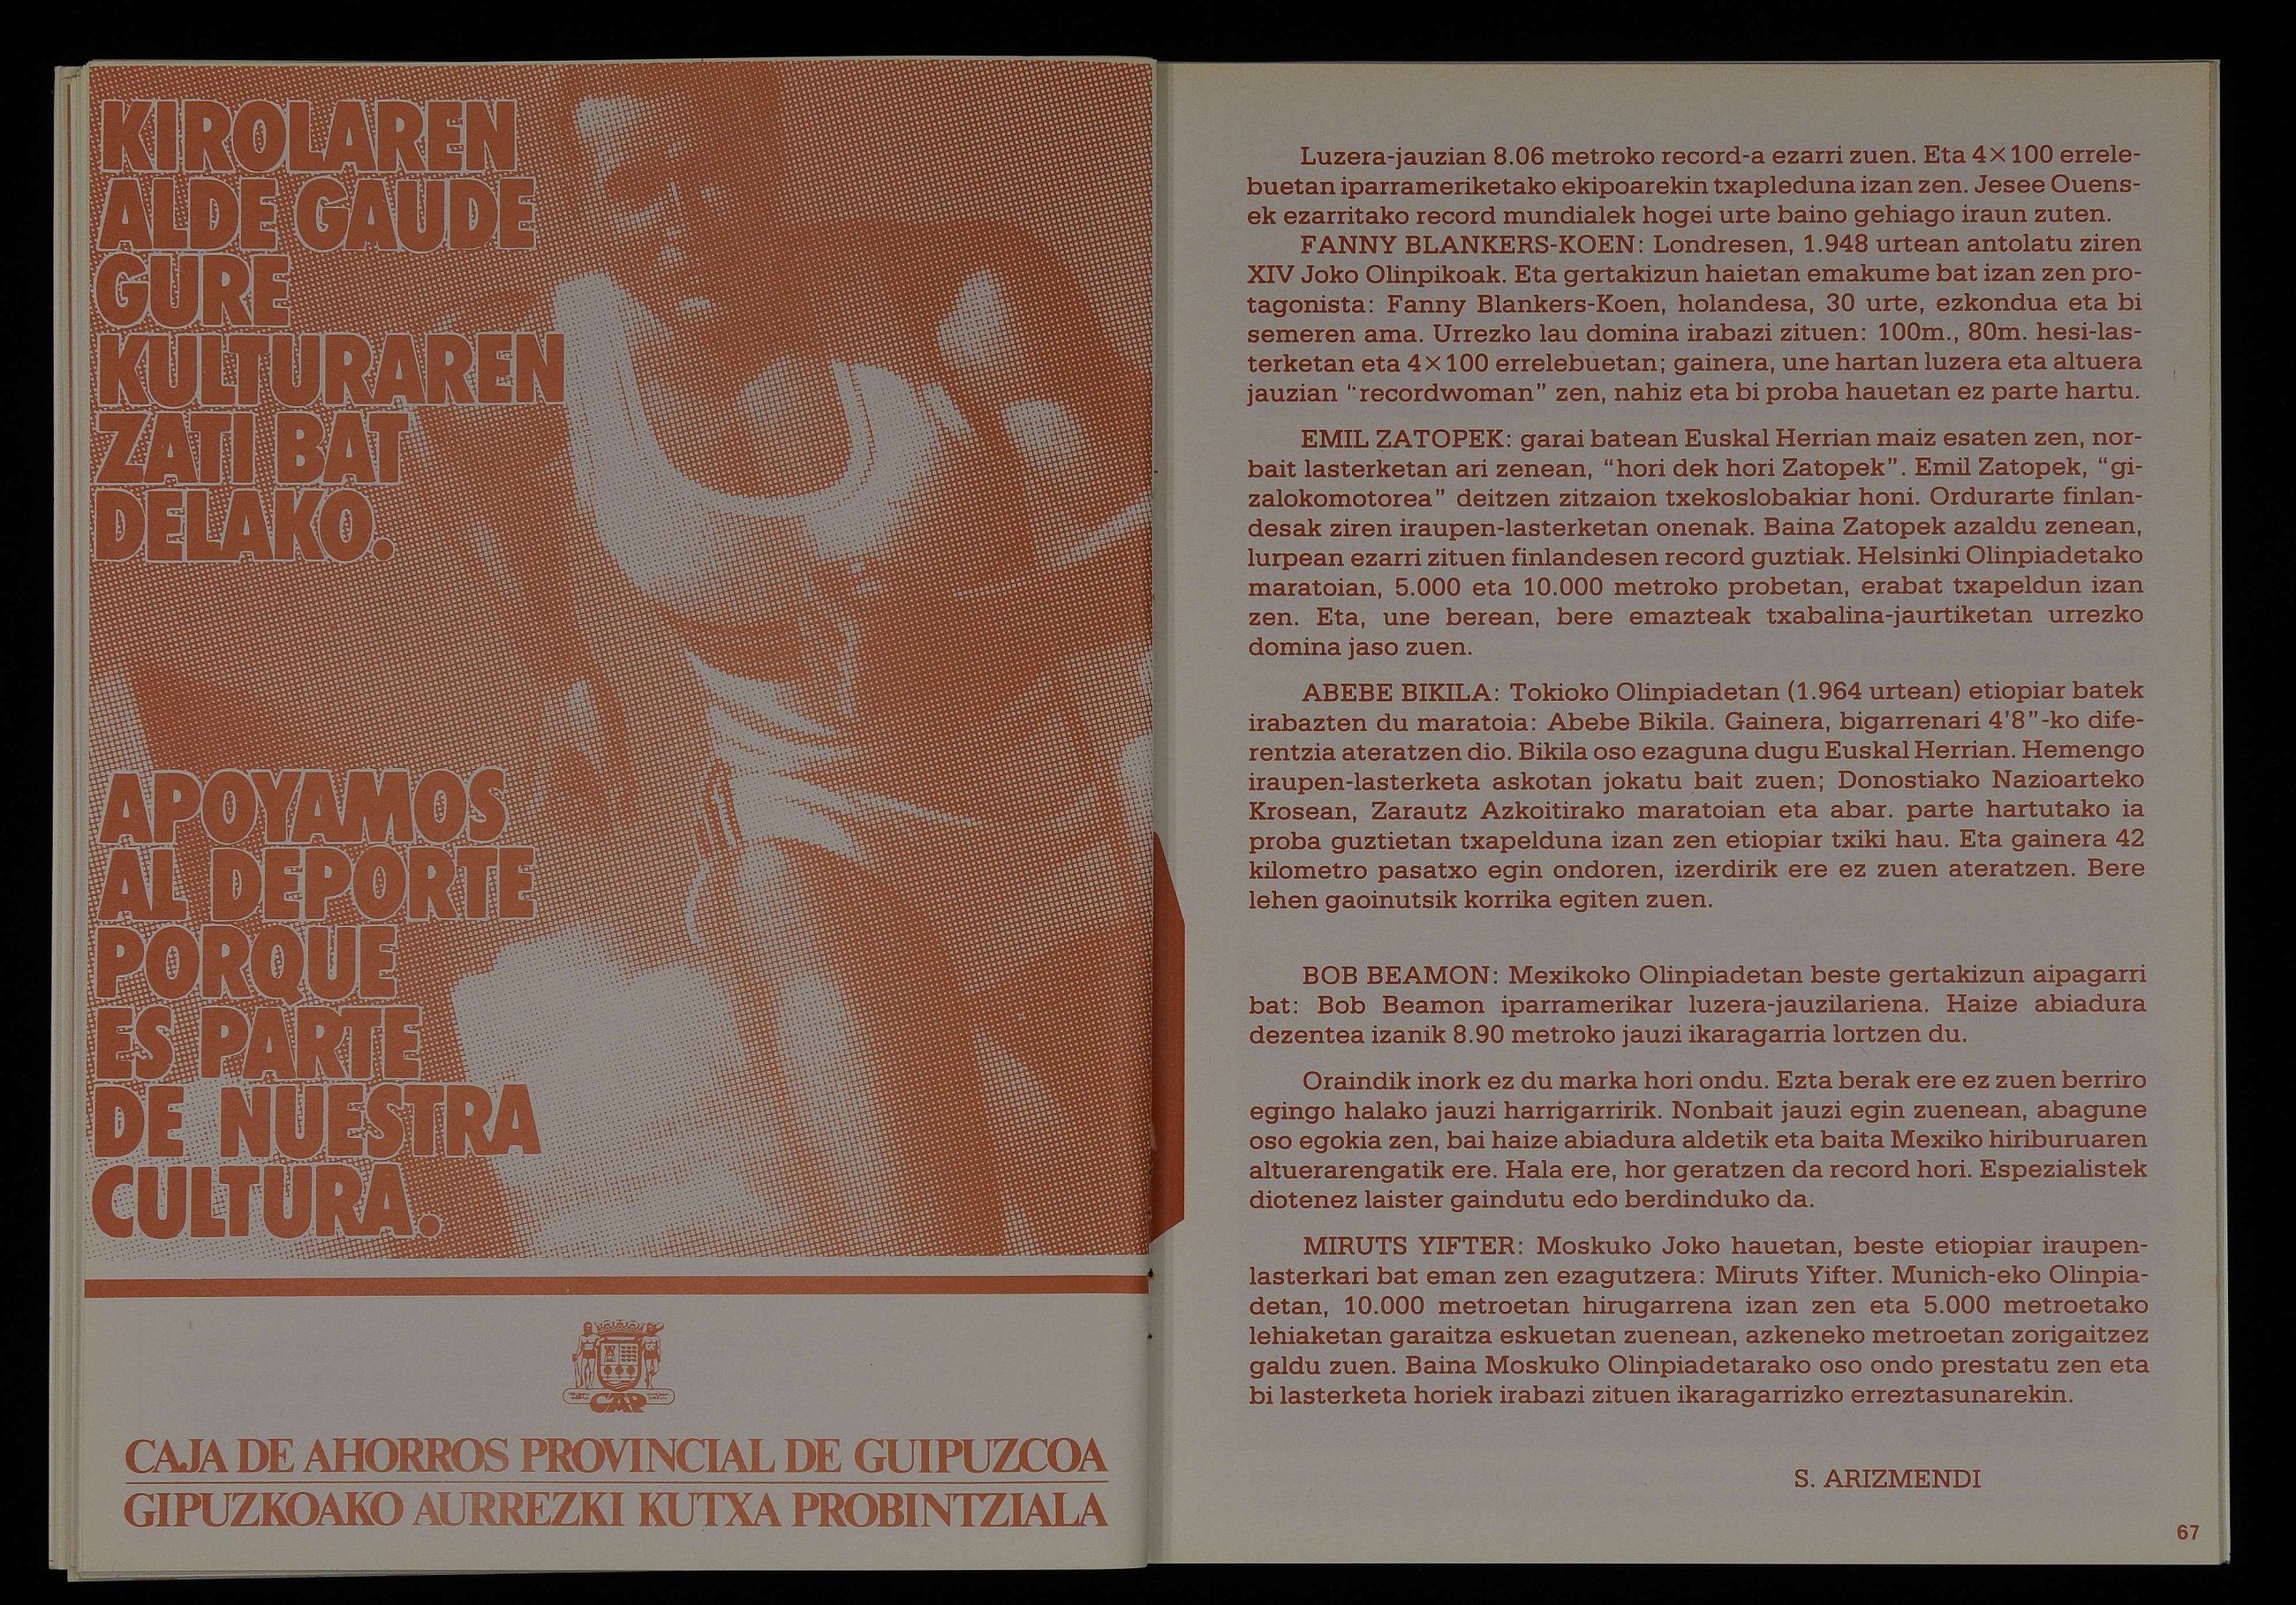 KIROLAREN
ALDE GAUDE
GURE
KULTURAREN
ZATI BAT
DELAKO.
APOYAMOS
AL DEPORTE
PORQUE
ES PARTE
DE NUESTRA
CULTURA.
CAP
CAJA DE AHORROS PROVINCIAL DE GUIPUZCOA
GIPUZKOAKO AURREZKI KUTXA PROBINTZIALA
Luzera-jauzian 8.06 metroko record-a ezarri zuen. Eta 4×100 errele-
buetan iparrameriketako ekipoarekin txapleduna izan zen. Jesee Ouens-
ek ezarritako record mundialek hogei urte baino gehiago iraun zuten.
FANNY BLANKERS-KOEN: Londresen, 1.948 urtean antolatu ziren
XIV Joko Olinpikoak. Eta gertakizun haietan emakume bat izan zen pro-
tagonista: Fanny Blankers-Koen, holandesa, 30 urte, ezkondua eta bi
semeren ama. Urrezko lau domina irabazi zituen: 100m., 80m. hesi-las-
terketan eta 4×100 errelebuetan; gainera, une hartan luzera eta altuera
jauzian "recordwoman" zen, nahiz eta bi proba hauetan ez parte hartu.
EMIL ZATOPEK: garai batean Euskal Herrian maiz esaten zen, nor-
bait lasterketan ari zenean, "hori dek hori Zatopek". Emil Zatopek, "gi-
zalokomotorea" deitzen zitzaion txekoslobakiar honi. Ordurarte finlan-
desak ziren iraupen-lasterketan onenak. Baina Zatopek azaldu zenean,
lurpean ezarri zituen finlandesen record guztiak. Helsinki Olinpiadetako
maratoian, 5.000 eta 10.000 metroko probetan, erabat txapeldun izan
zen. Eta, une berean, bere emazteak txabalina-jaurtiketan urrezko
domina jaso zuen.
ABEBE BIKILA: Tokioko Olinpiadetan (1.964 urtean) etiopiar batek
irabazten du maratoia: Abebe Bikila. Gainera, bigarrenari 4'8"-ko dife-
rentzia ateratzen dio. Bikila oso ezaguna dugu Euskal Herrian. Hemengo
iraupen-lasterketa askotan jokatu bait zuen; Donostiako Nazioarteko
Krosean, Zarautz Azkoitirako maratoian eta abar. parte hartutako ia
proba guztietan txapelduna izan zen etiopiar txiki hau. Eta gainera 42
kilometro pasatxo egin ondoren, izerdirik ere ez zuen ateratzen. Bere
lehen gaoinutsik korrika egiten zuen.
BOB BEAMON: Mexikoko Olinpiadetan beste gertakizun aipagarri
bat: Bob Beamon iparramerikar luzera-jauzilariena. Haize abiadura
dezentea izanik 8.90 metroko jauzi ikaragarria lortzen du.
Oraindik inork ez du marka hori ondu. Ezta berak ere ez zuen berriro
egingo halako jauzi harrigarririk. Nonbait jauzi egin zuenean, abagune
oso egokia zen, bai haize abiadura aldetik eta baita Mexiko hiriburuaren
altuerarengatik ere. Hala ere, hor geratzen da record hori. Espezialistek
diotenez laister gaindutu edo berdinduko da.
MIRUTS YIFTER: Moskuko Joko hauetan, beste etiopiar iraupen-
lasterkari bat eman zen ezagutzera: Miruts Yifter. Munich-eko Olinpia-
detan, 10.000 metroetan hirugarrena izan zen eta 5.000 metroetako
lehiaketan garaitza eskuetan zuenean, azkeneko metroetan zorigaitzez
galdu zuen. Baina Moskuko Olinpiadetarako oso ondo prestatu zen eta
bi lasterketa horiek irabazi zituen ikaragarrizko erreztasunarekin.
S. ARIZMENDI
67